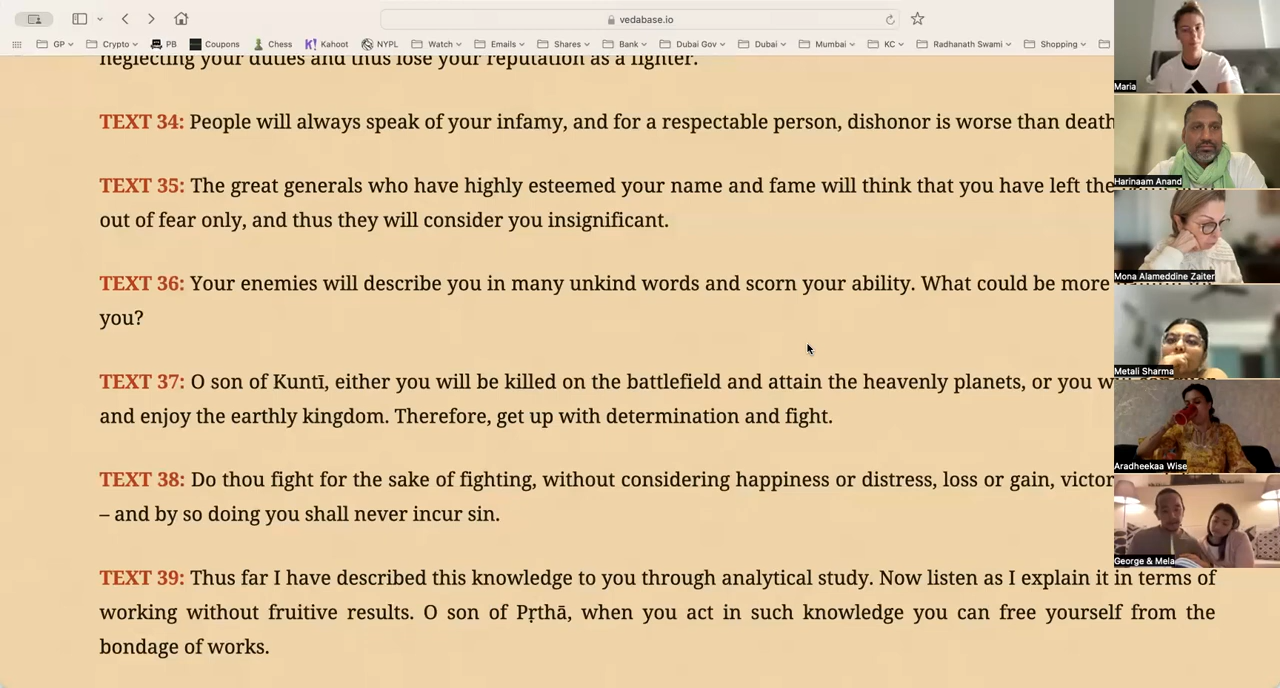 vedabase.io
GP
Crypto
PB
Coupons
Chess
Kahoot
NYPL
Watch
Emails
Shares
Bank
Dubai Gov
Dubai
Mumbai
KC
Radhanath Swami
Shopping
neglecting your duties and thus lose your reputation as a fighter.
TEXT 34: People will always speak of your infamy, and for a respectable person, dishonor is worse than death
TEXT 35: The great generals who have highly esteemed your name and fame will think that you have left the
out of fear only, and thus they will consider you insignificant.
TEXT 36: Your enemies will describe you in many unkind words and scorn your ability. What could be more
you?
TEXT 37: O son of Kuntī, either you will be killed on the battlefield and attain the heavenly planets, or you
and enjoy the earthly kingdom. Therefore, get up with determination and fight.
TEXT 38: Do thou fight for the sake of fighting, without considering happiness or distress, loss or gain,
– and by so doing you shall never incur sin.
TEXT 39: Thus far I have described this knowledge to you through analytical study. Now listen as I explain it in terms of
working without fruitive results. O son of Pṛthā, when you act in such knowledge you can free yourself from the
bondage of works.
Maria
Harinaam Anand
Mona Alameddine Zaiter
Metali Sharma
Aradheekaa Wise
George & Mela